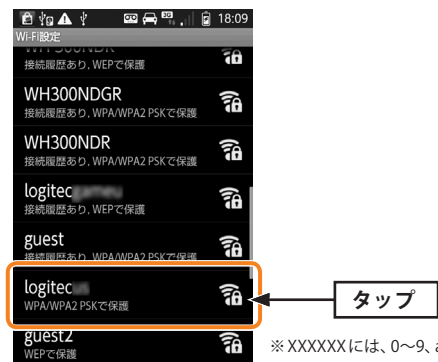 18:09
Wi-Fi設定
接続履歴あり, WEPで保護
WH300NDGR
接続履歴あり, WPA/WPA2 PSKで保護
WH300NDR
接続履歴あり, WPA/WPA2 PSKで保護
logitec
接続履歴あり, WEPで保護
guest
接続履歴あり, WPA/WPA2 PSKで保護
logitec
WPA/WPA2 PSKで保護
タップ
guest2
WEPで保護
※XXXXXXには、0〜9、